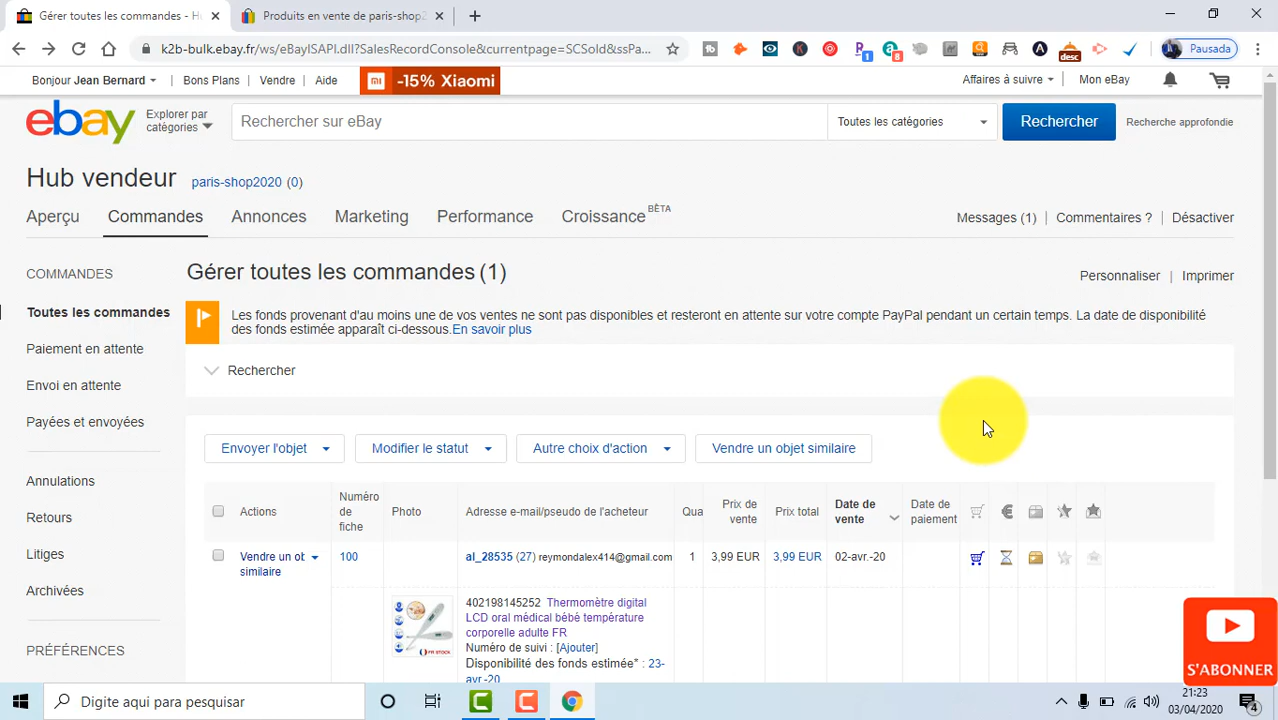 Gérer toutes les commandes - Hu
Produits en vente de paris-shop2
k2b-bulk.ebay.fr/ws/eBayISAPI.dll?SalesRecordConsole&currentpage=SCSold&ssPa...
1
8
desc
Pausada
Bonjour Jean Bernard
Bons Plans
Vendre
Aide
mi -15% Xiaomi
Affaires à suivre
Mon eBay
ebay
Explorer par
catégories
Rechercher sur eBay
Toutes les catégories
Rechercher
Recherche approfondie
Hub vendeur paris-shop2020 (0)
Aperçu
Commandes
Annonces
Marketing
Performance
Croissance BÊTA
Messages (1) | Commentaires ? | Désactiver
COMMANDES
Toutes les commandes
Paiement en attente
Envoi en attente
Payées et envoyées
Annulations
Retours
Litiges
Archivées
PRÉFÉRENCES
Gérer toutes les commandes (1)
Personnaliser | Imprimer
Les fonds provenant d'au moins une de vos ventes ne sont pas disponibles et resteront en attente sur votre compte PayPal pendant un certain temps. La date de disponibilité
des fonds estimée apparaît ci-dessous.En savoir plus
Rechercher
Envoyer l'objet
Modifier le statut
Autre choix d'action
Vendre un objet similaire
Actions
Numéro
de
fiche
Photo
Adresse e-mail/pseudo de l'acheteur
Qua
Prix de
vente
Prix total
Date de
vente
Date de
paiement
Vendre un ob
similaire
100
al_28535 (27) reymondalex414@gmail.com
1
3,99 EUR
3,99 EUR
02-avr.-20
FR STOCK
402198145252 Thermomètre digital
LCD oral médical bébé température
corporelle adulte FR
Numéro de suivi : [Ajouter]
Disponibilité des fonds estimée* : 23-
avr.-20
S'ABONNER
Digite aqui para pesquisar
21:23
03/04/2020
4